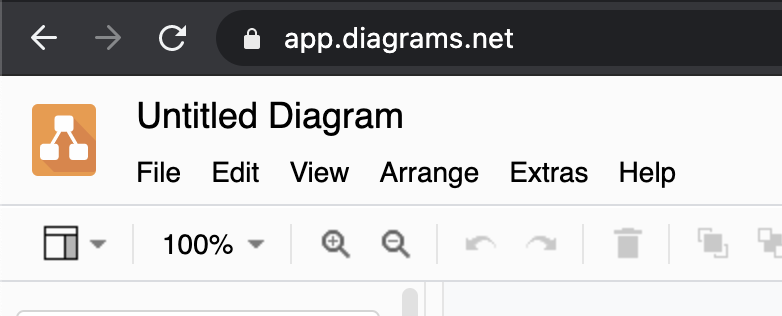 app.diagrams.net
Untitled Diagram
File Edit View Arrange Extras Help
100%